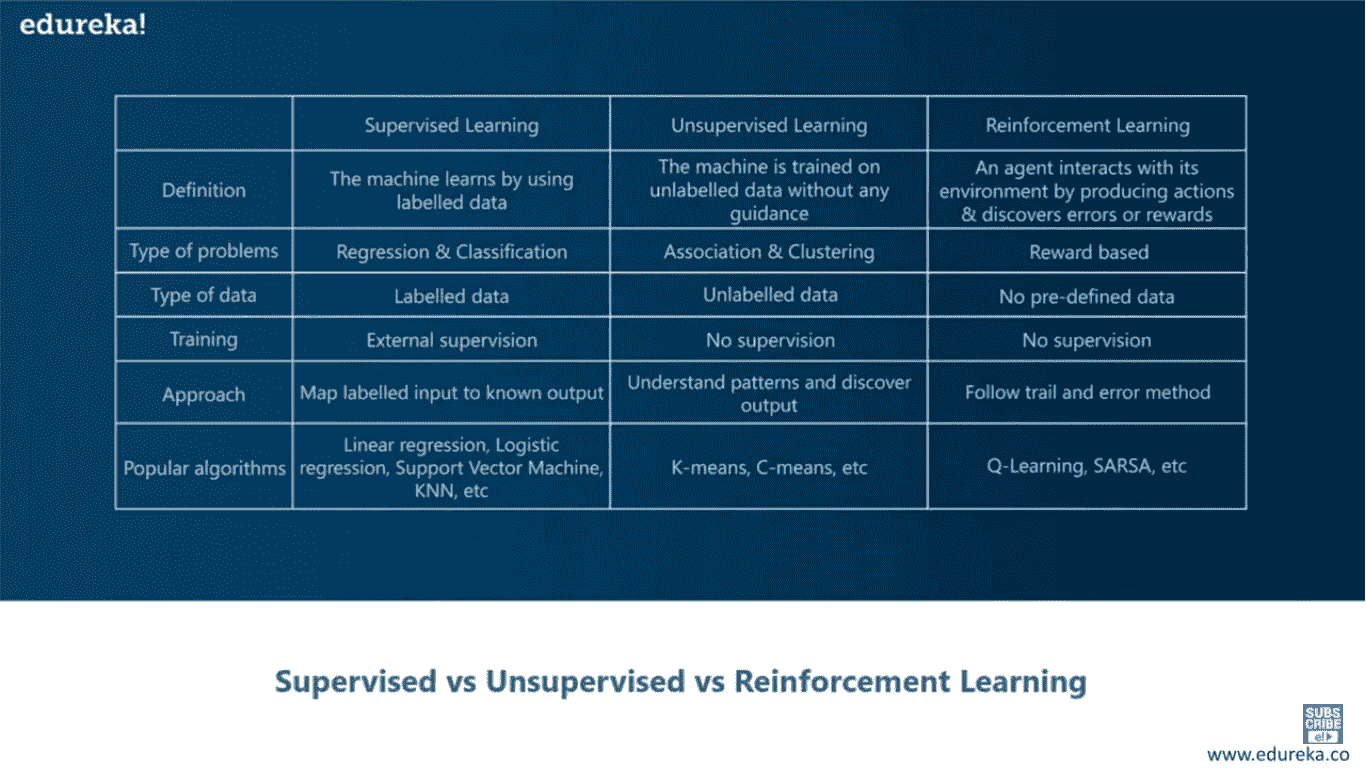 edureka!
Supervised Learning
Unsupervised Learning
Reinforcement Learning
Definition
The machine learns by using
labelled data
The machine is trained on
unlabelled data without any
guidance
An agent interacts with its
environment by producing actions
& discovers errors or rewards
Type of problems
Regression & Classification
Association & Clustering
Reward based
Type of data
Labelled data
Unlabelled data
No pre-defined data
Training
External supervision
No supervision
No supervision
Approach
Map labelled input to known output
Understand patterns and discover
output
Follow trail and error method
Popular algorithms
Linear regression, Logistic
regression, Support Vector Machine,
KNN, etc
K-means, C-means, etc
Q-Learning, SARSA, etc
Supervised vs Unsupervised vs Reinforcement Learning
SUBS
CRIBE
e!
www.edureka.co